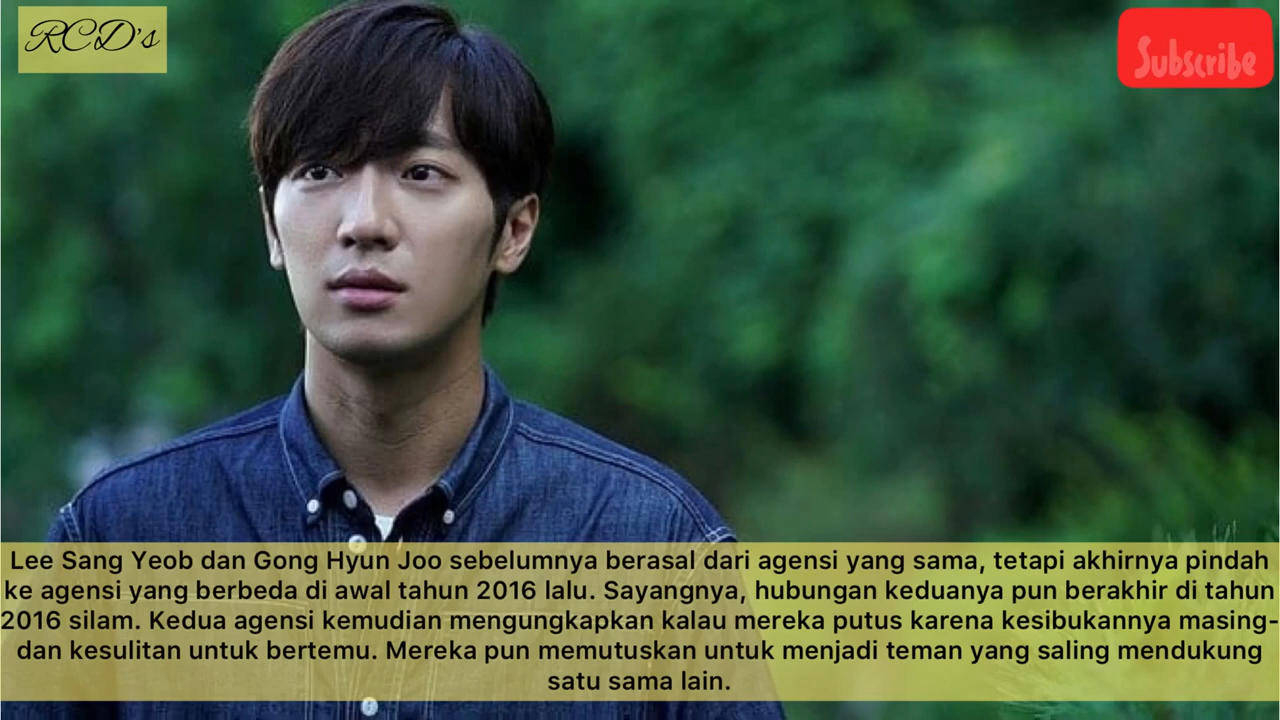 RCD's
Subscribe
Lee Sang Yeob dan Gong Hyun Joo sebelumnya berasal dari agensi yang sama, tetapi akhirnya pindah
ke agensi yang berbeda di awal tahun 2016 lalu. Sayangnya, hubungan keduanya pun berakhir di tahun
2016 silam. Kedua agensi kemudian mengungkapkan kalau mereka putus karena kesibukannya masing-
dan kesulitan untuk bertemu. Mereka pun memutuskan untuk menjadi teman yang saling mendukung
satu sama lain.